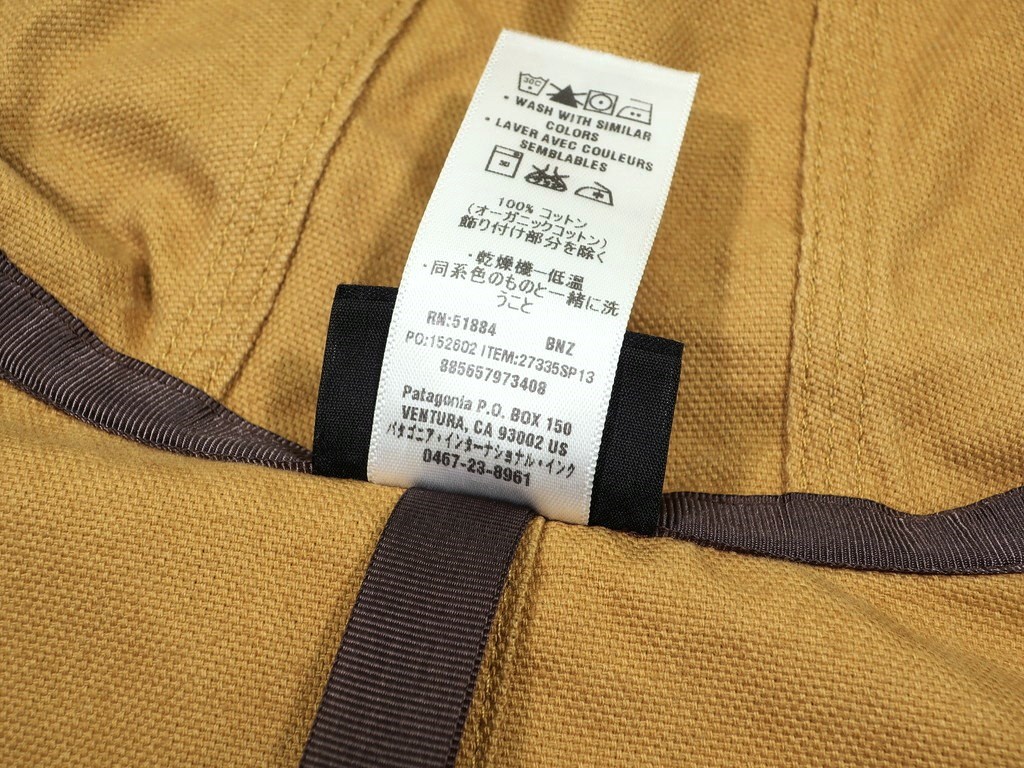 30C
• WASH WITH SIMILAR
COLORS
• LAVER AVEC COULEURS
SEMBLABLES
30
100% コットン
(オーガニックコットン)
飾り付け部分を除く
・乾燥機ー低温
・同系色のものと一緒に洗
うこと
RN:51884 BNZ
PO:152602 ITEM:27335SP13
885657973408
Patagonia P.O. BOX 150
VENTURA, CA 93002 US
パタゴニア・インターナショナル・インク
0467-23-8961